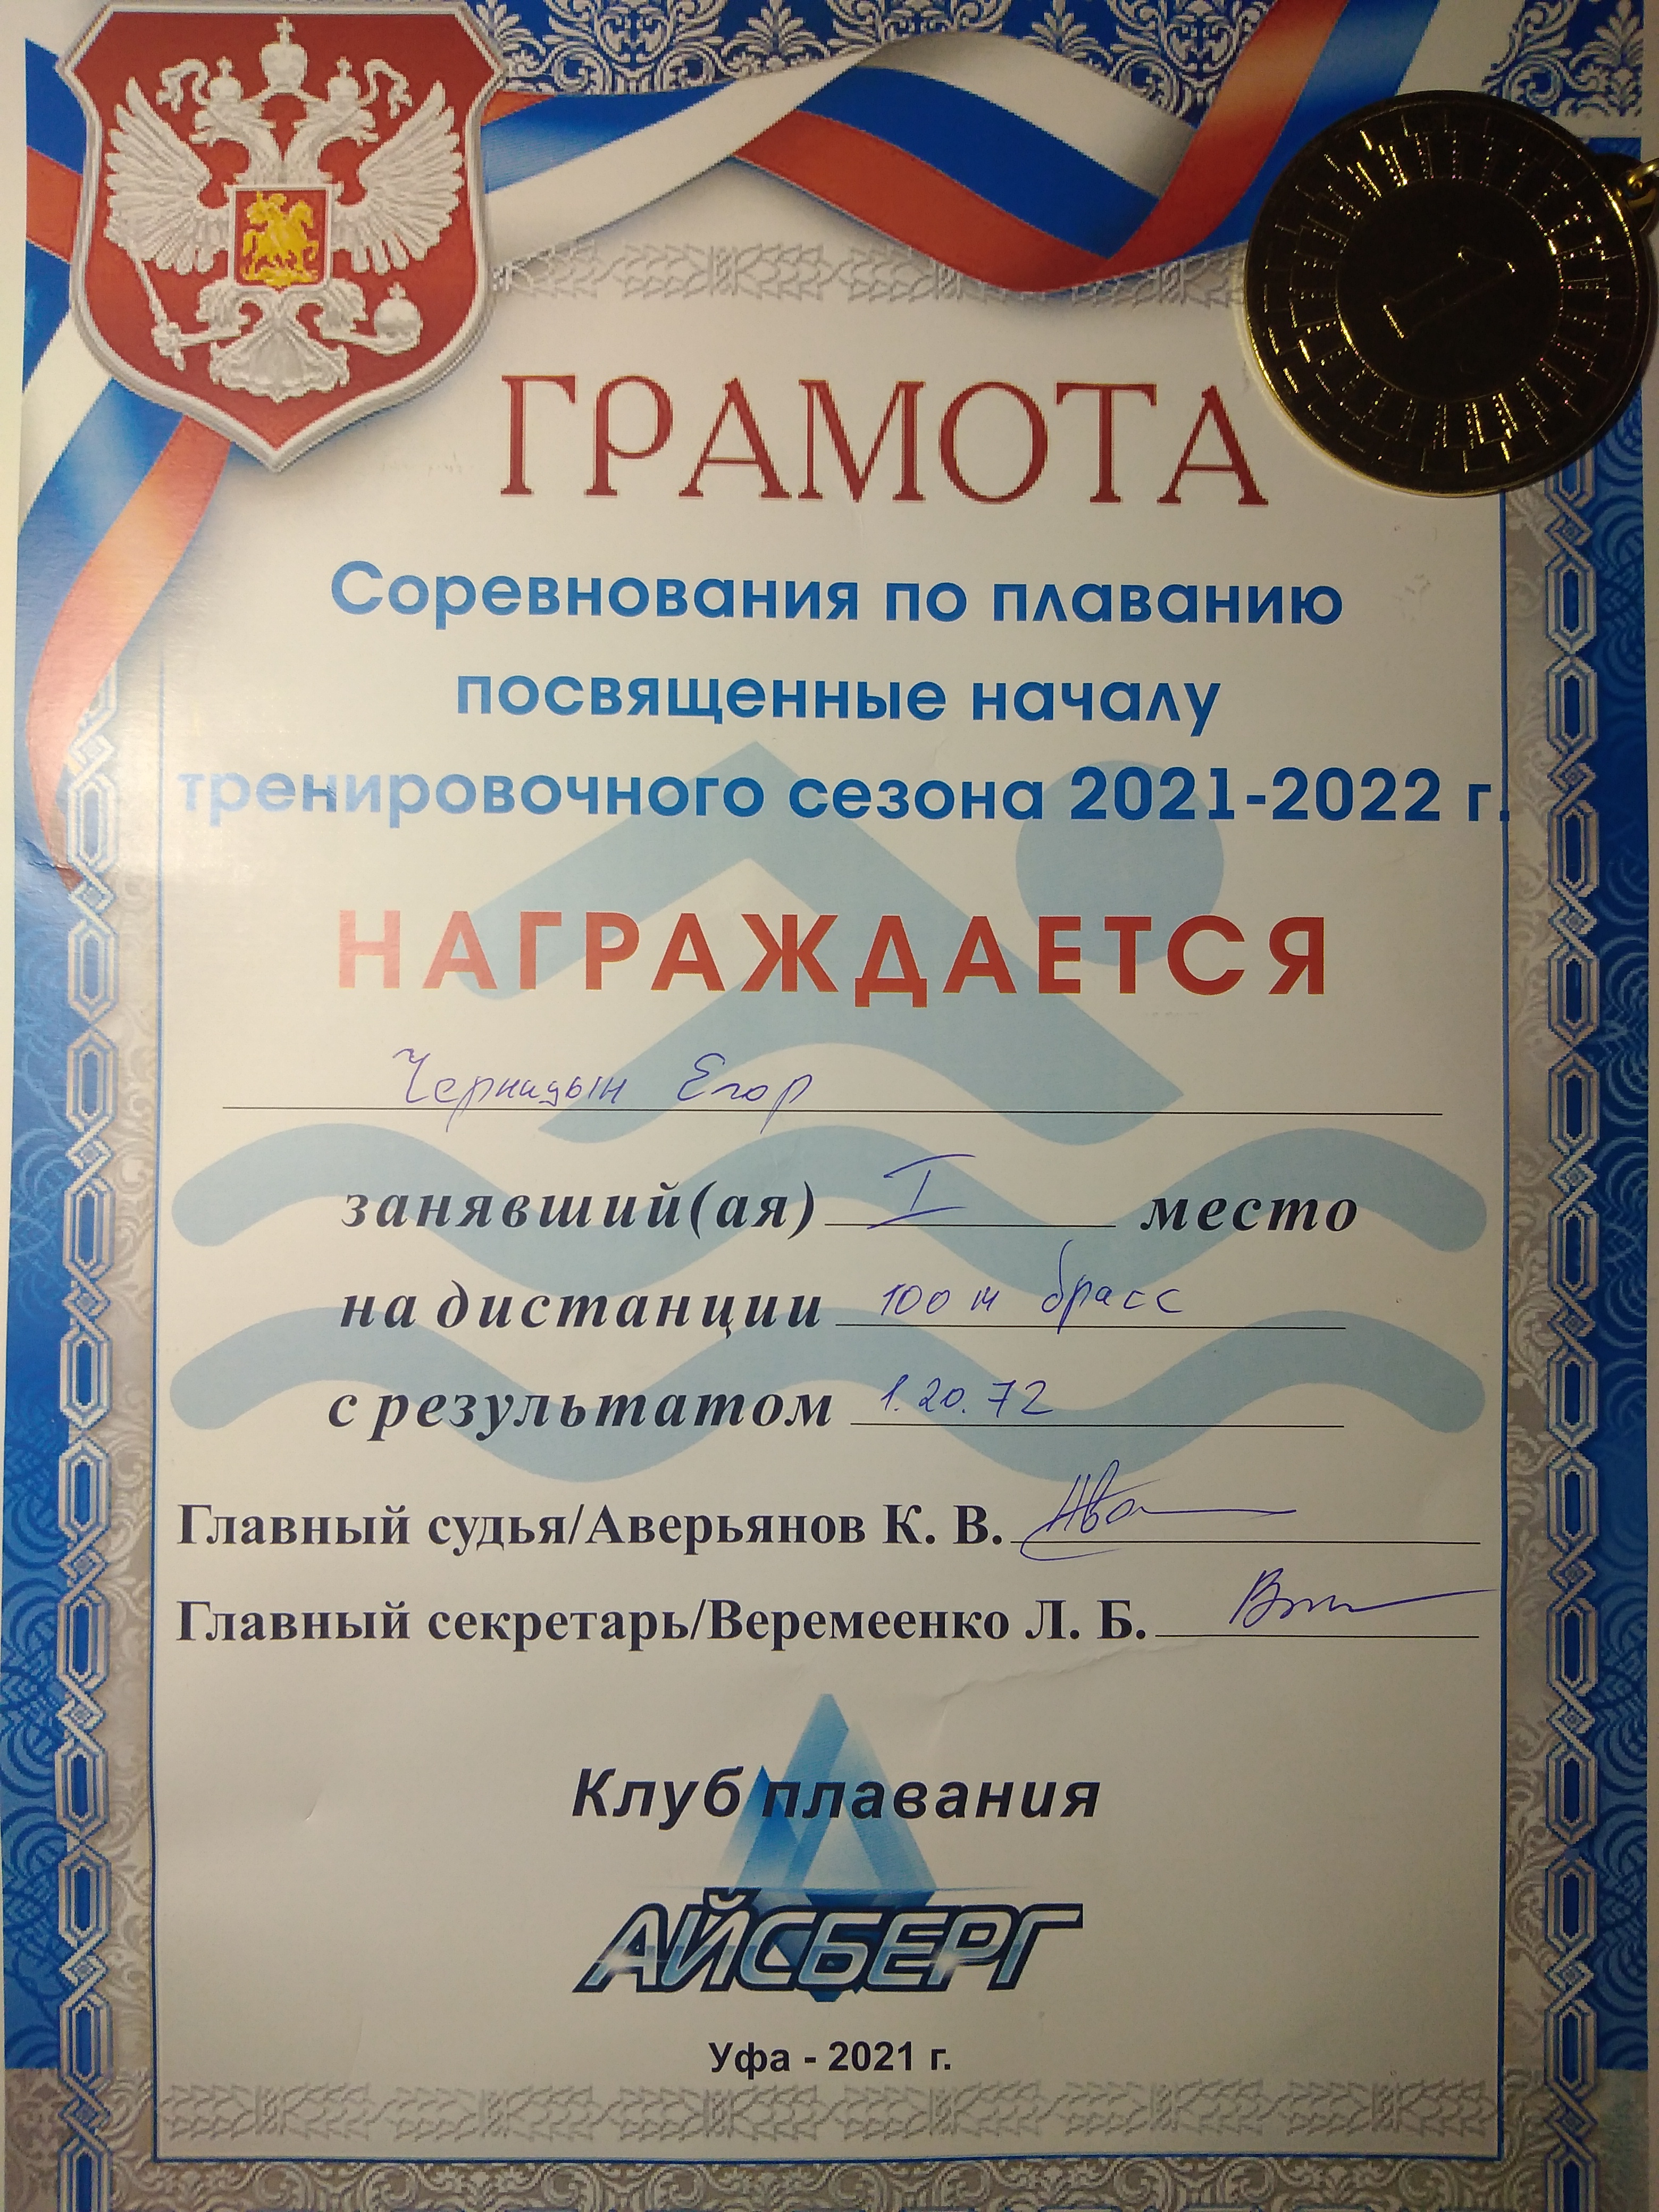 1
ГРАМОТА
Соревнования по плаванию
посвященные началу
тренировочного сезона 2021-2022 г.
НАГРАЖДАЕТСЯ
Егор
занявший(ая) I место
на дистанции 100 м брасс
с результатом 1.20.72
Главный судья/Аверьянов К. В.
Главный секретарь/Веремеенко Л. Б.
Клуб плавания
АЙСБЕРГ
Уфа - 2021 г.